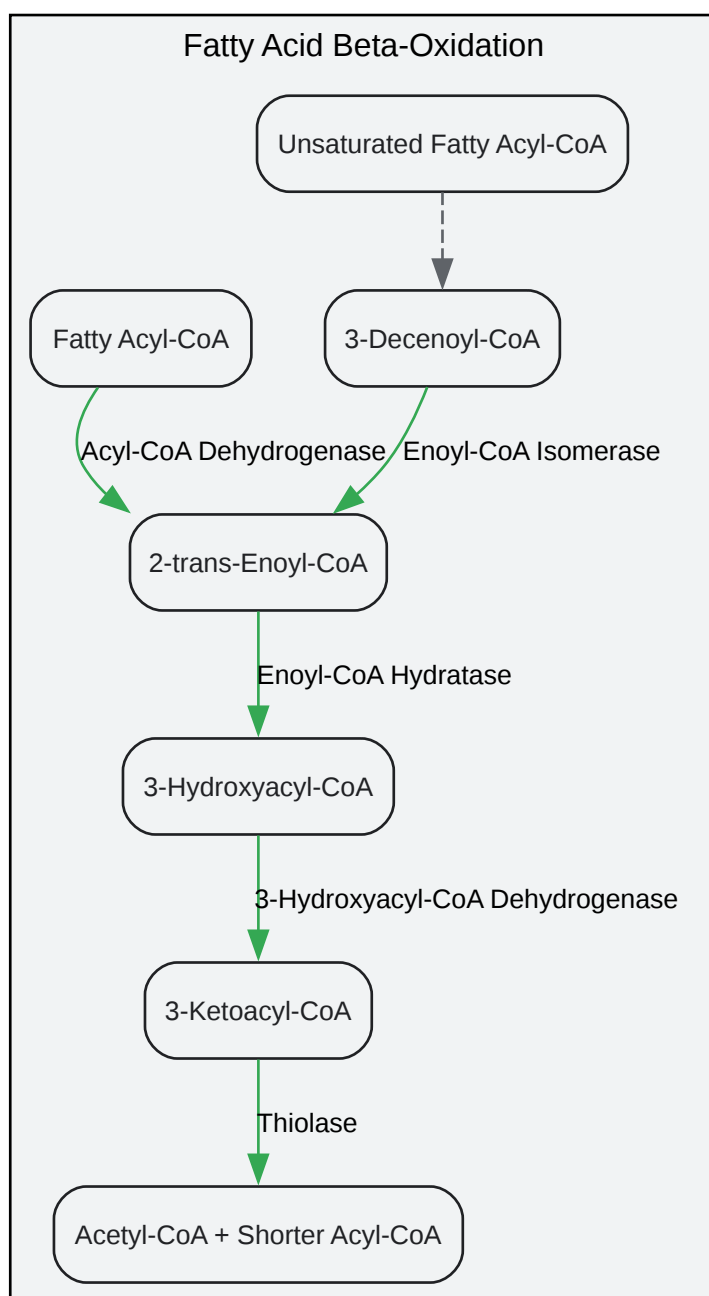 Fatty Acid Beta-Oxidation
Unsaturated Fatty Acyl-CoA
Fatty Acyl-CoA
3-Decenoyl-CoA
Acyl-CoA Dehydrogenase
Enoyl-CoA Isomerase
2-trans-Enoyl-CoA
Enoyl-CoA Hydratase
3-Hydroxyacyl-CoA
3-Hydroxyacyl-CoA Dehydrogenase
3-Ketoacyl-CoA
Thiolase
Acetyl-CoA + Shorter Acyl-CoA